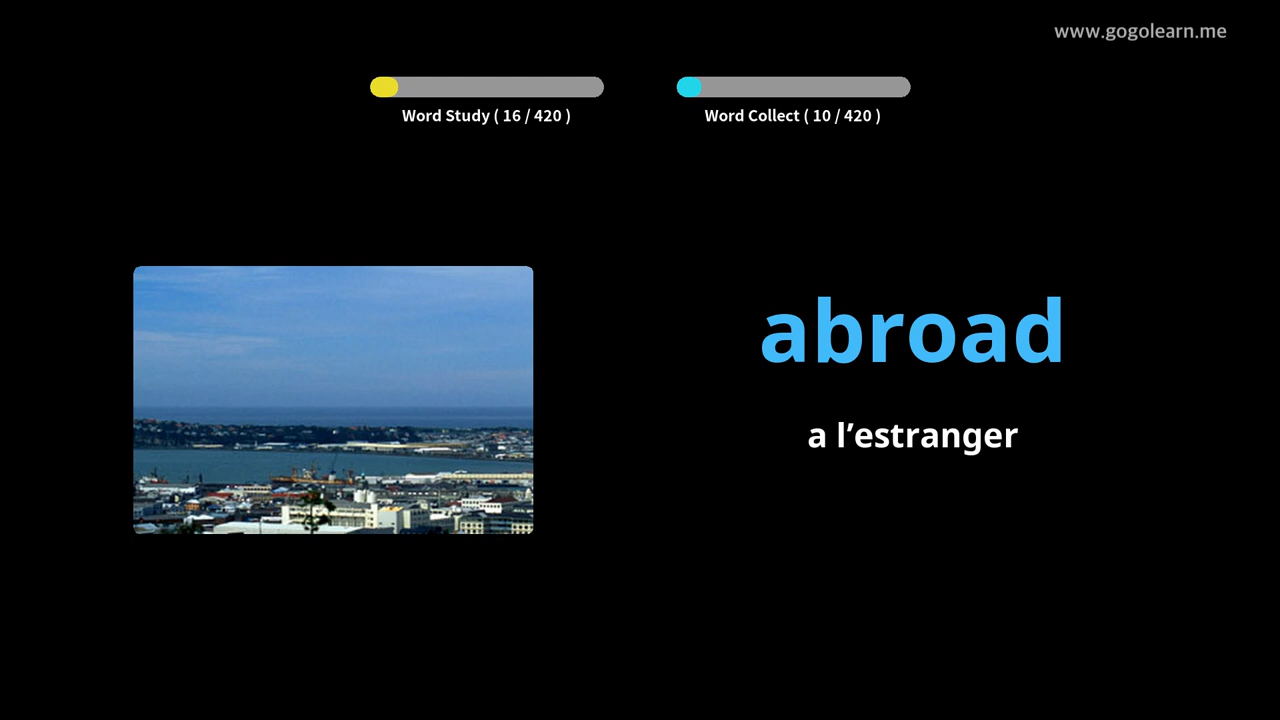 www.gogolearn.me
Word Study ( 16 / 420 )
Word Collect ( 10 / 420 )
abroad
a l’estranger